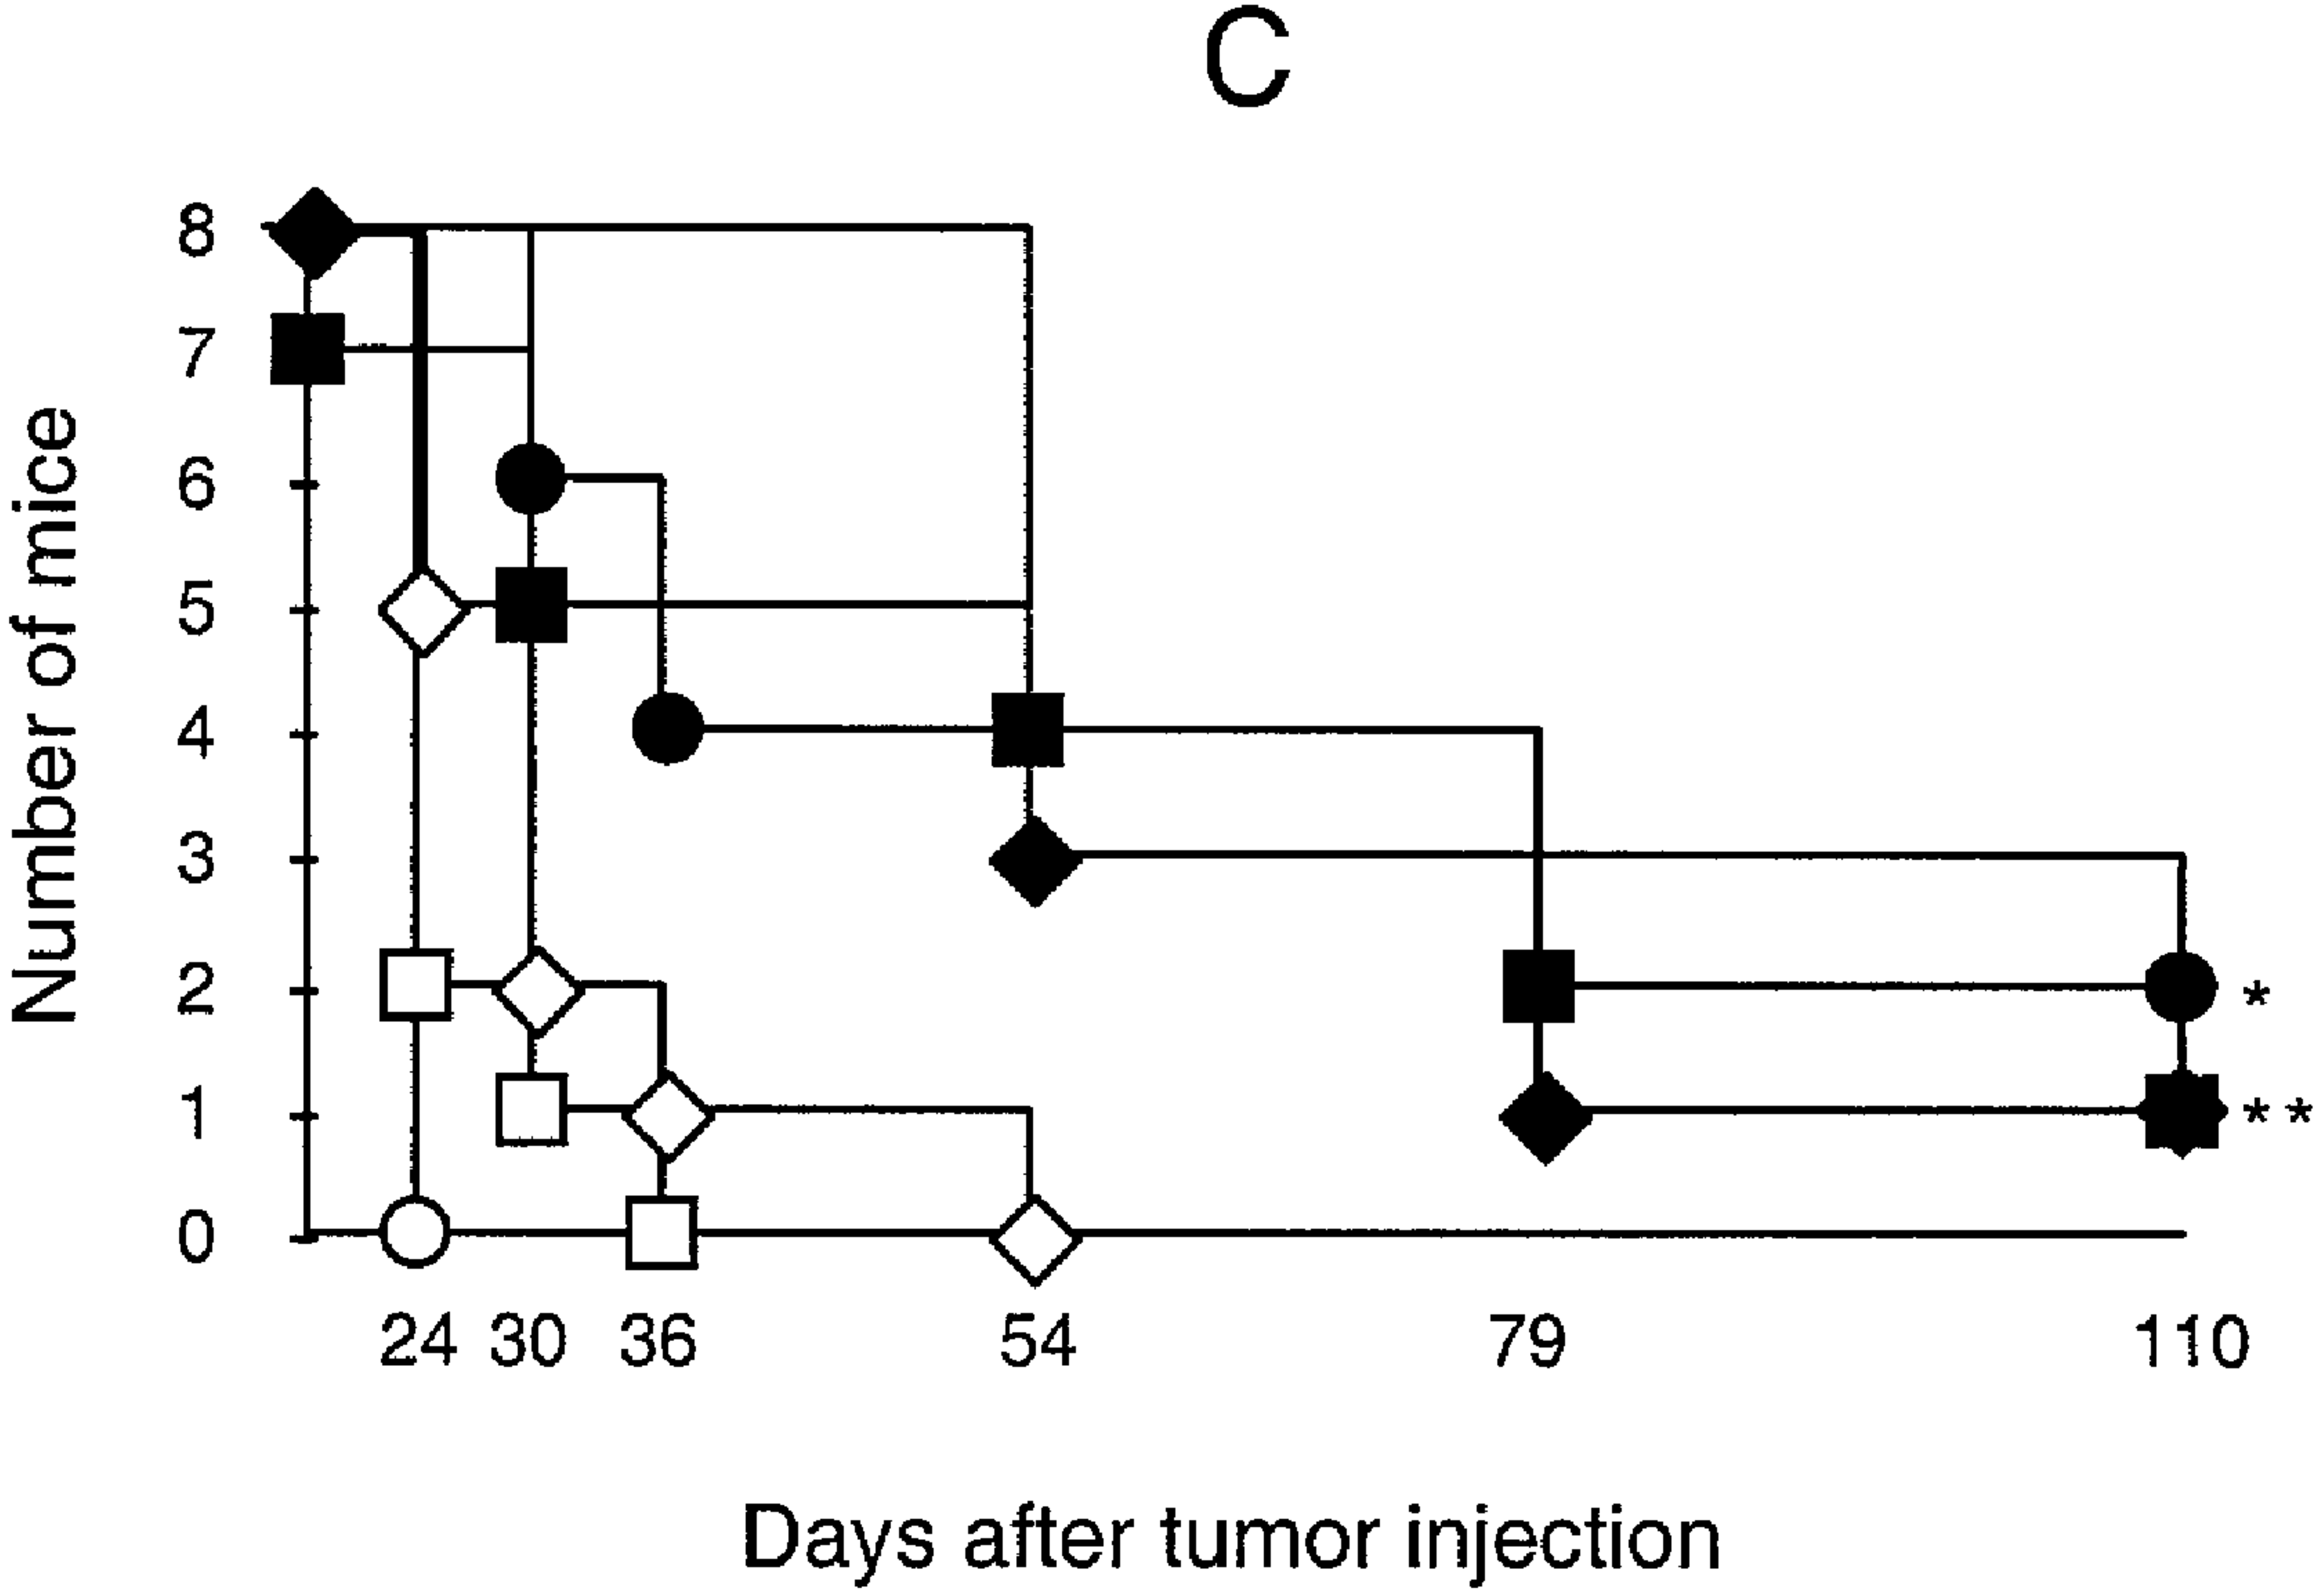 C
Number of mice
8
7
6
5
4
3
2
1
0
*
* *
24 30 36 54 79 110
Days after tumor injection